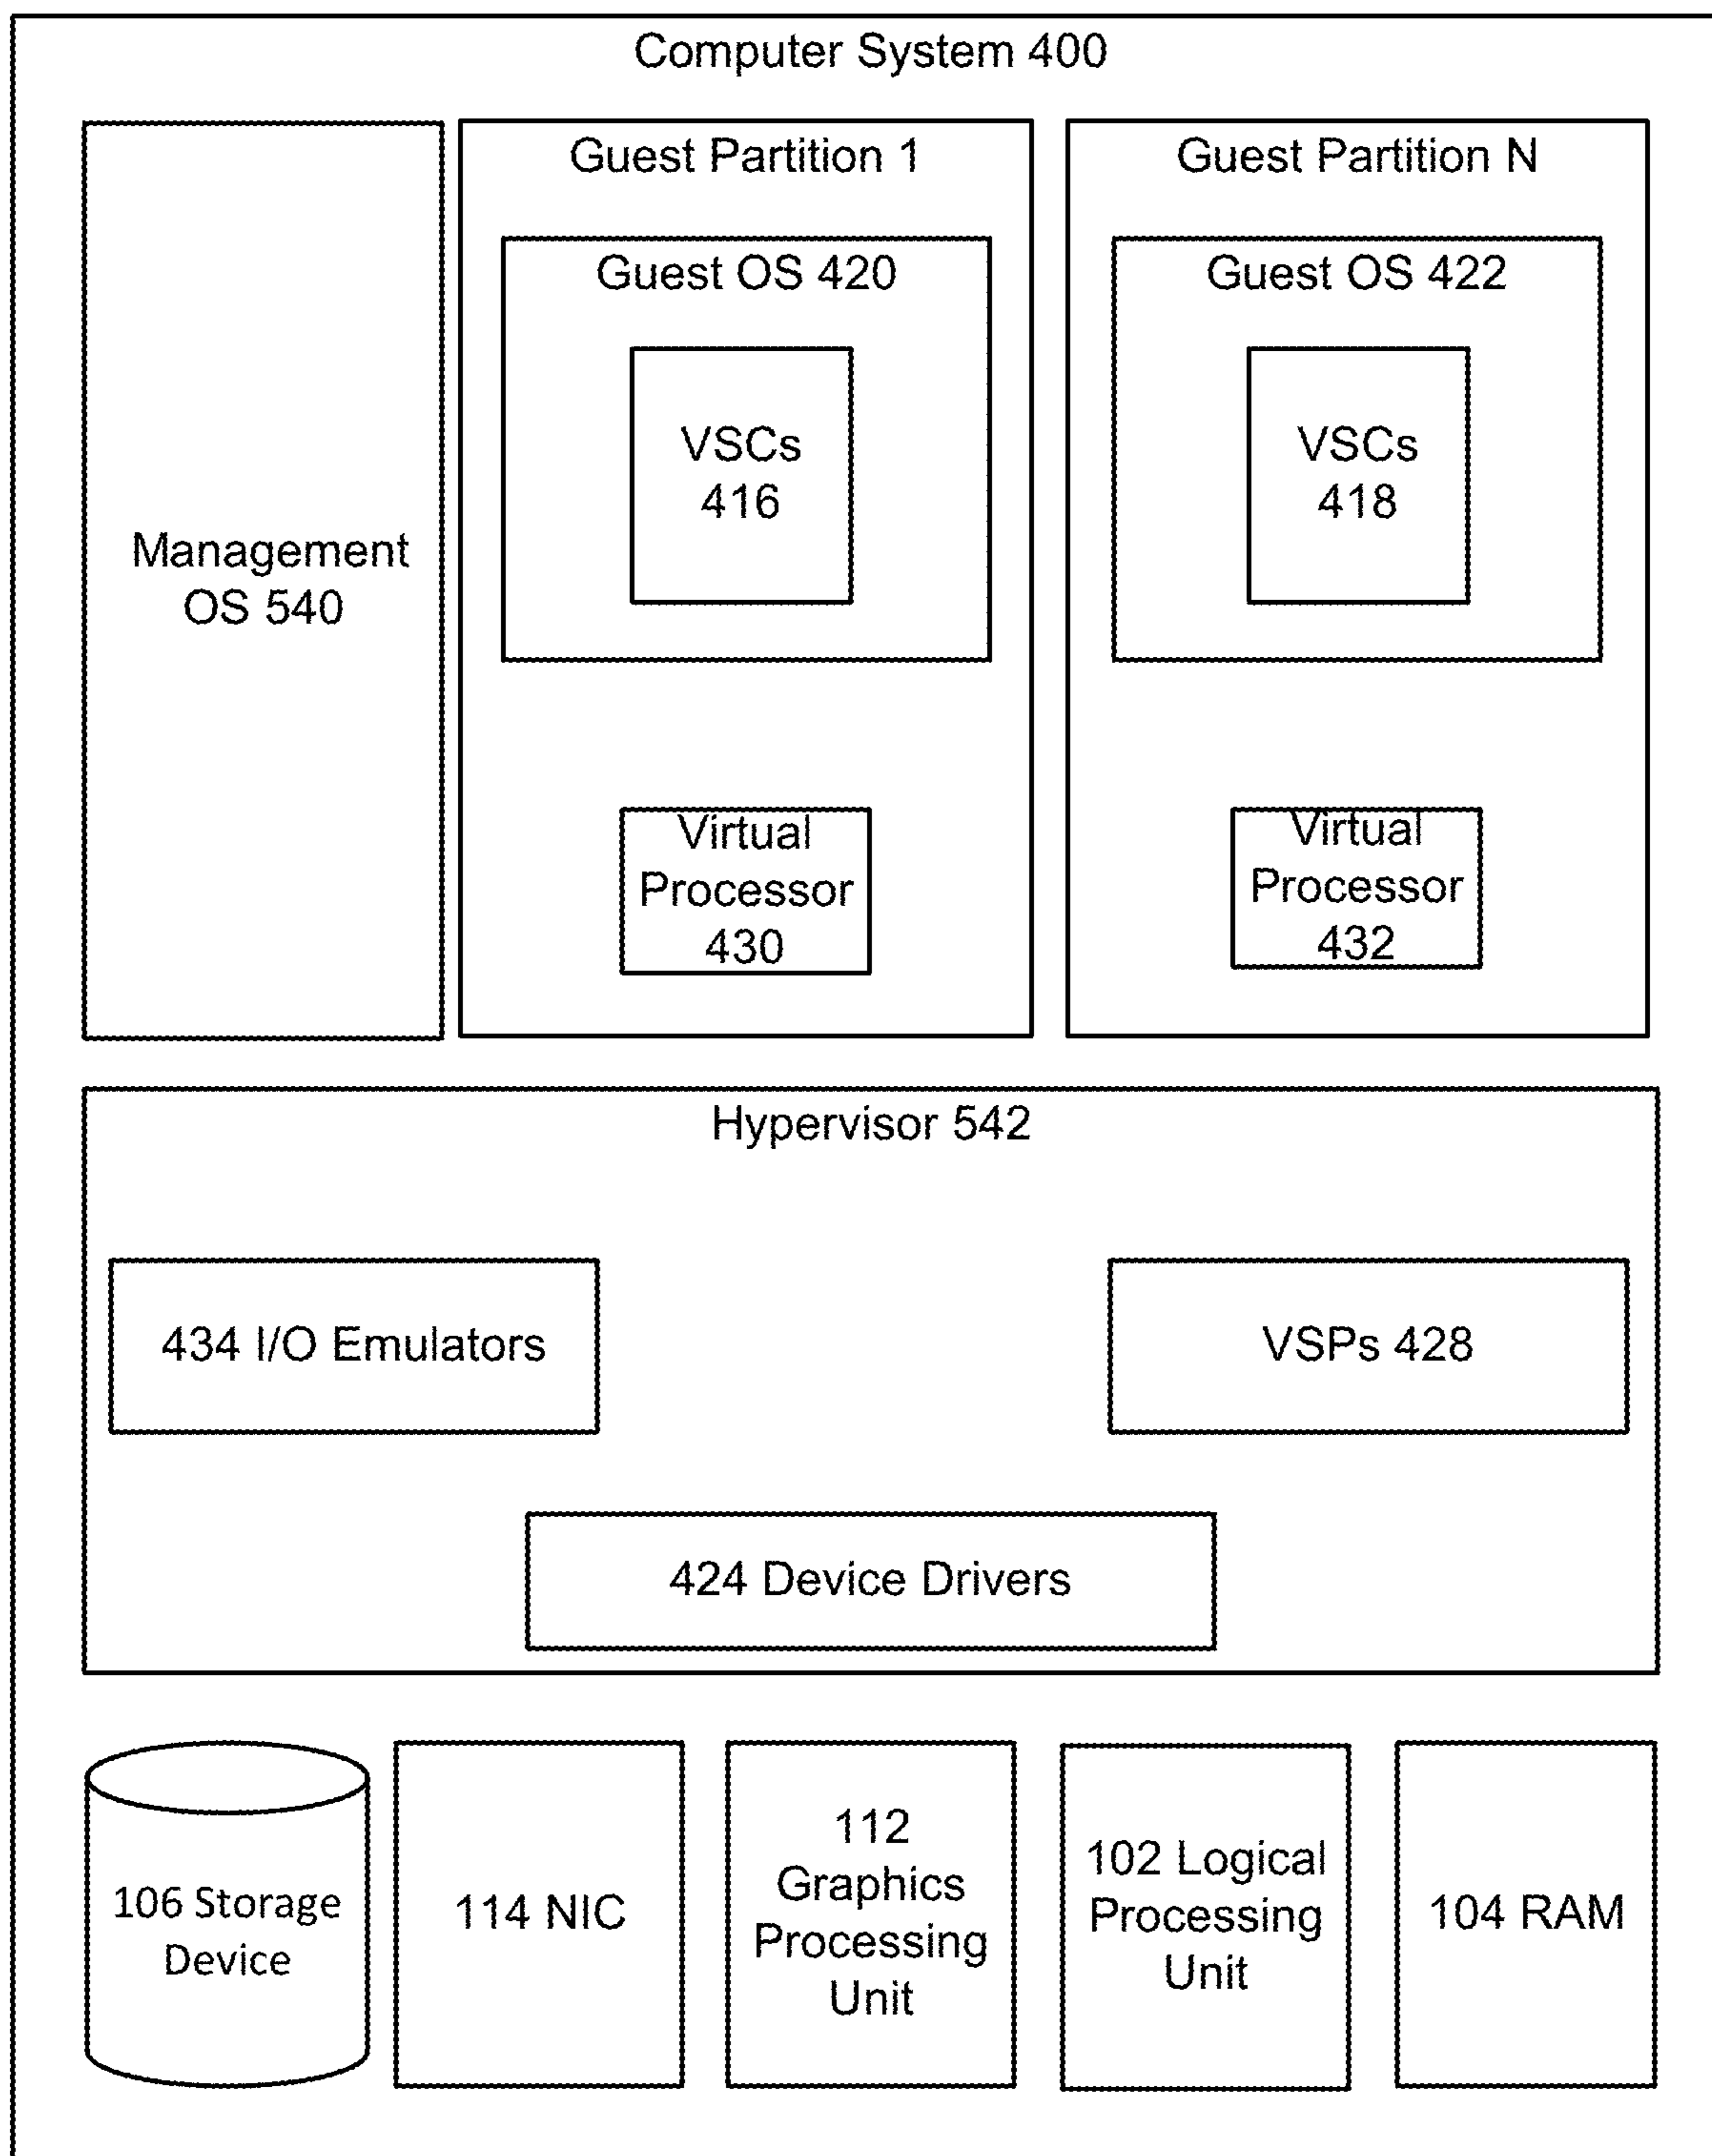 Computer System 400
Management
OS 540
Guest Partition 1
Guest OS 420
VSCs
416
Virtual
Processor
430
Guest Partition N
Guest OS 422
VSCs
418
Virtual
Processor
432
Hypervisor 542
434 I/O Emulators
VSPs 428
424 Device Drivers
106 Storage
Device
114 NIC
112
Graphics
Processing
Unit
102 Logical
Processing
Unit
104 RAM